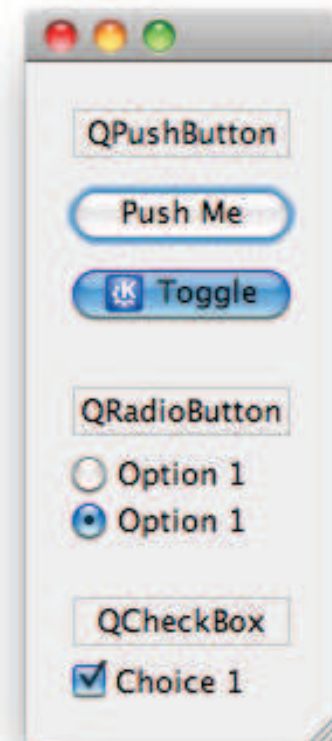 QPushButton
Push Me
Toggle
QRadioButton
Option 1
Option 1
QCheckBox
Choice 1